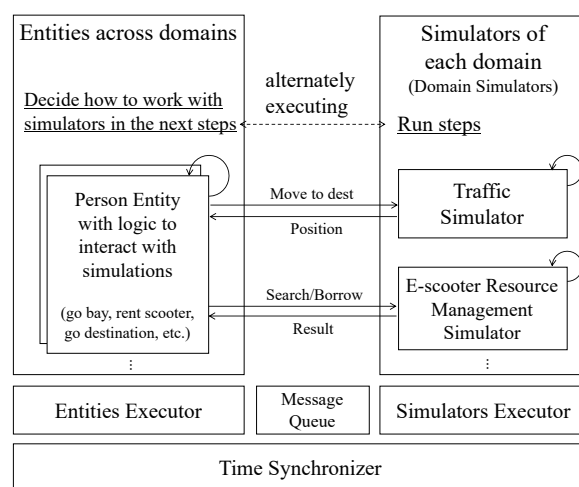 Entities across domains
Decide how to work with
simulators in the next steps
Person Entity
with logic to
interact with
simulations
(go bay, rent scooter,
go destination, etc.)
...
Entities Executor
alternately
executing
Move to dest
Position
Search/Borrow
Result
Message
Queue
Simulators of
each domain
(Domain Simulators)
Run steps
Traffic
Simulator
E-scooter Resource
Management
Simulator
...
Simulators Executor
Time Synchronizer